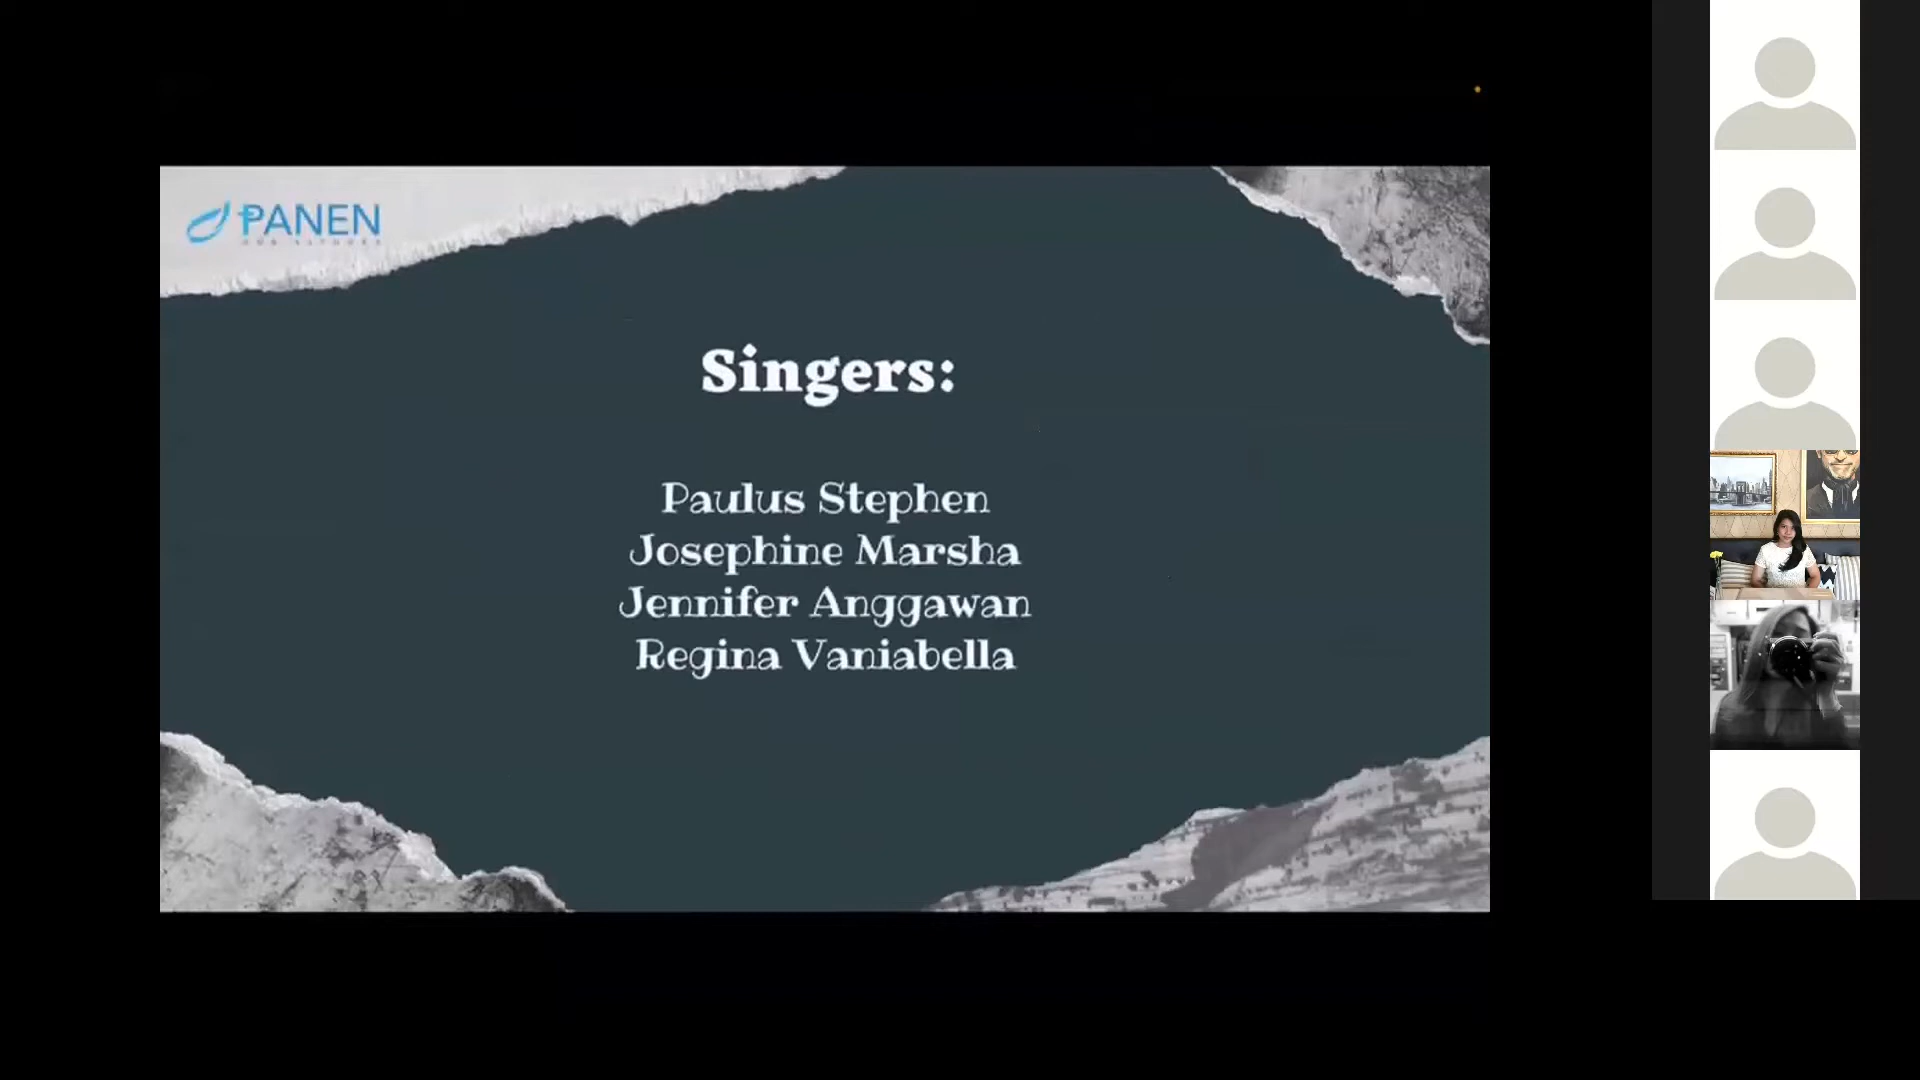 PANEN
Singers:
Paulus Stephen
Josephine Marsha
Jennifer Anggawan
Regina Vaniabella